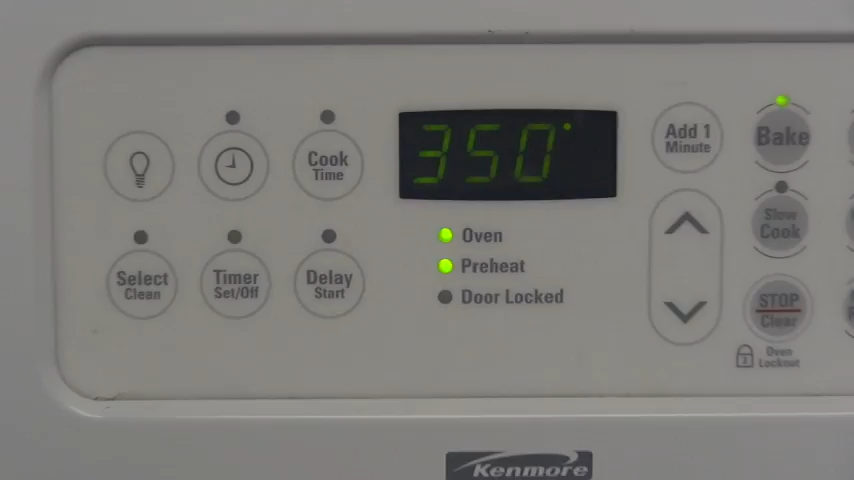 Cook
Time
350°
Add 1
Minute
Bake
Slow
Cook
Oven
Preheat
Door Locked
Select
Clean
Timer
Set/Off
Delay
Start
STOP
Clear
Oven
Lockout
Kenmore